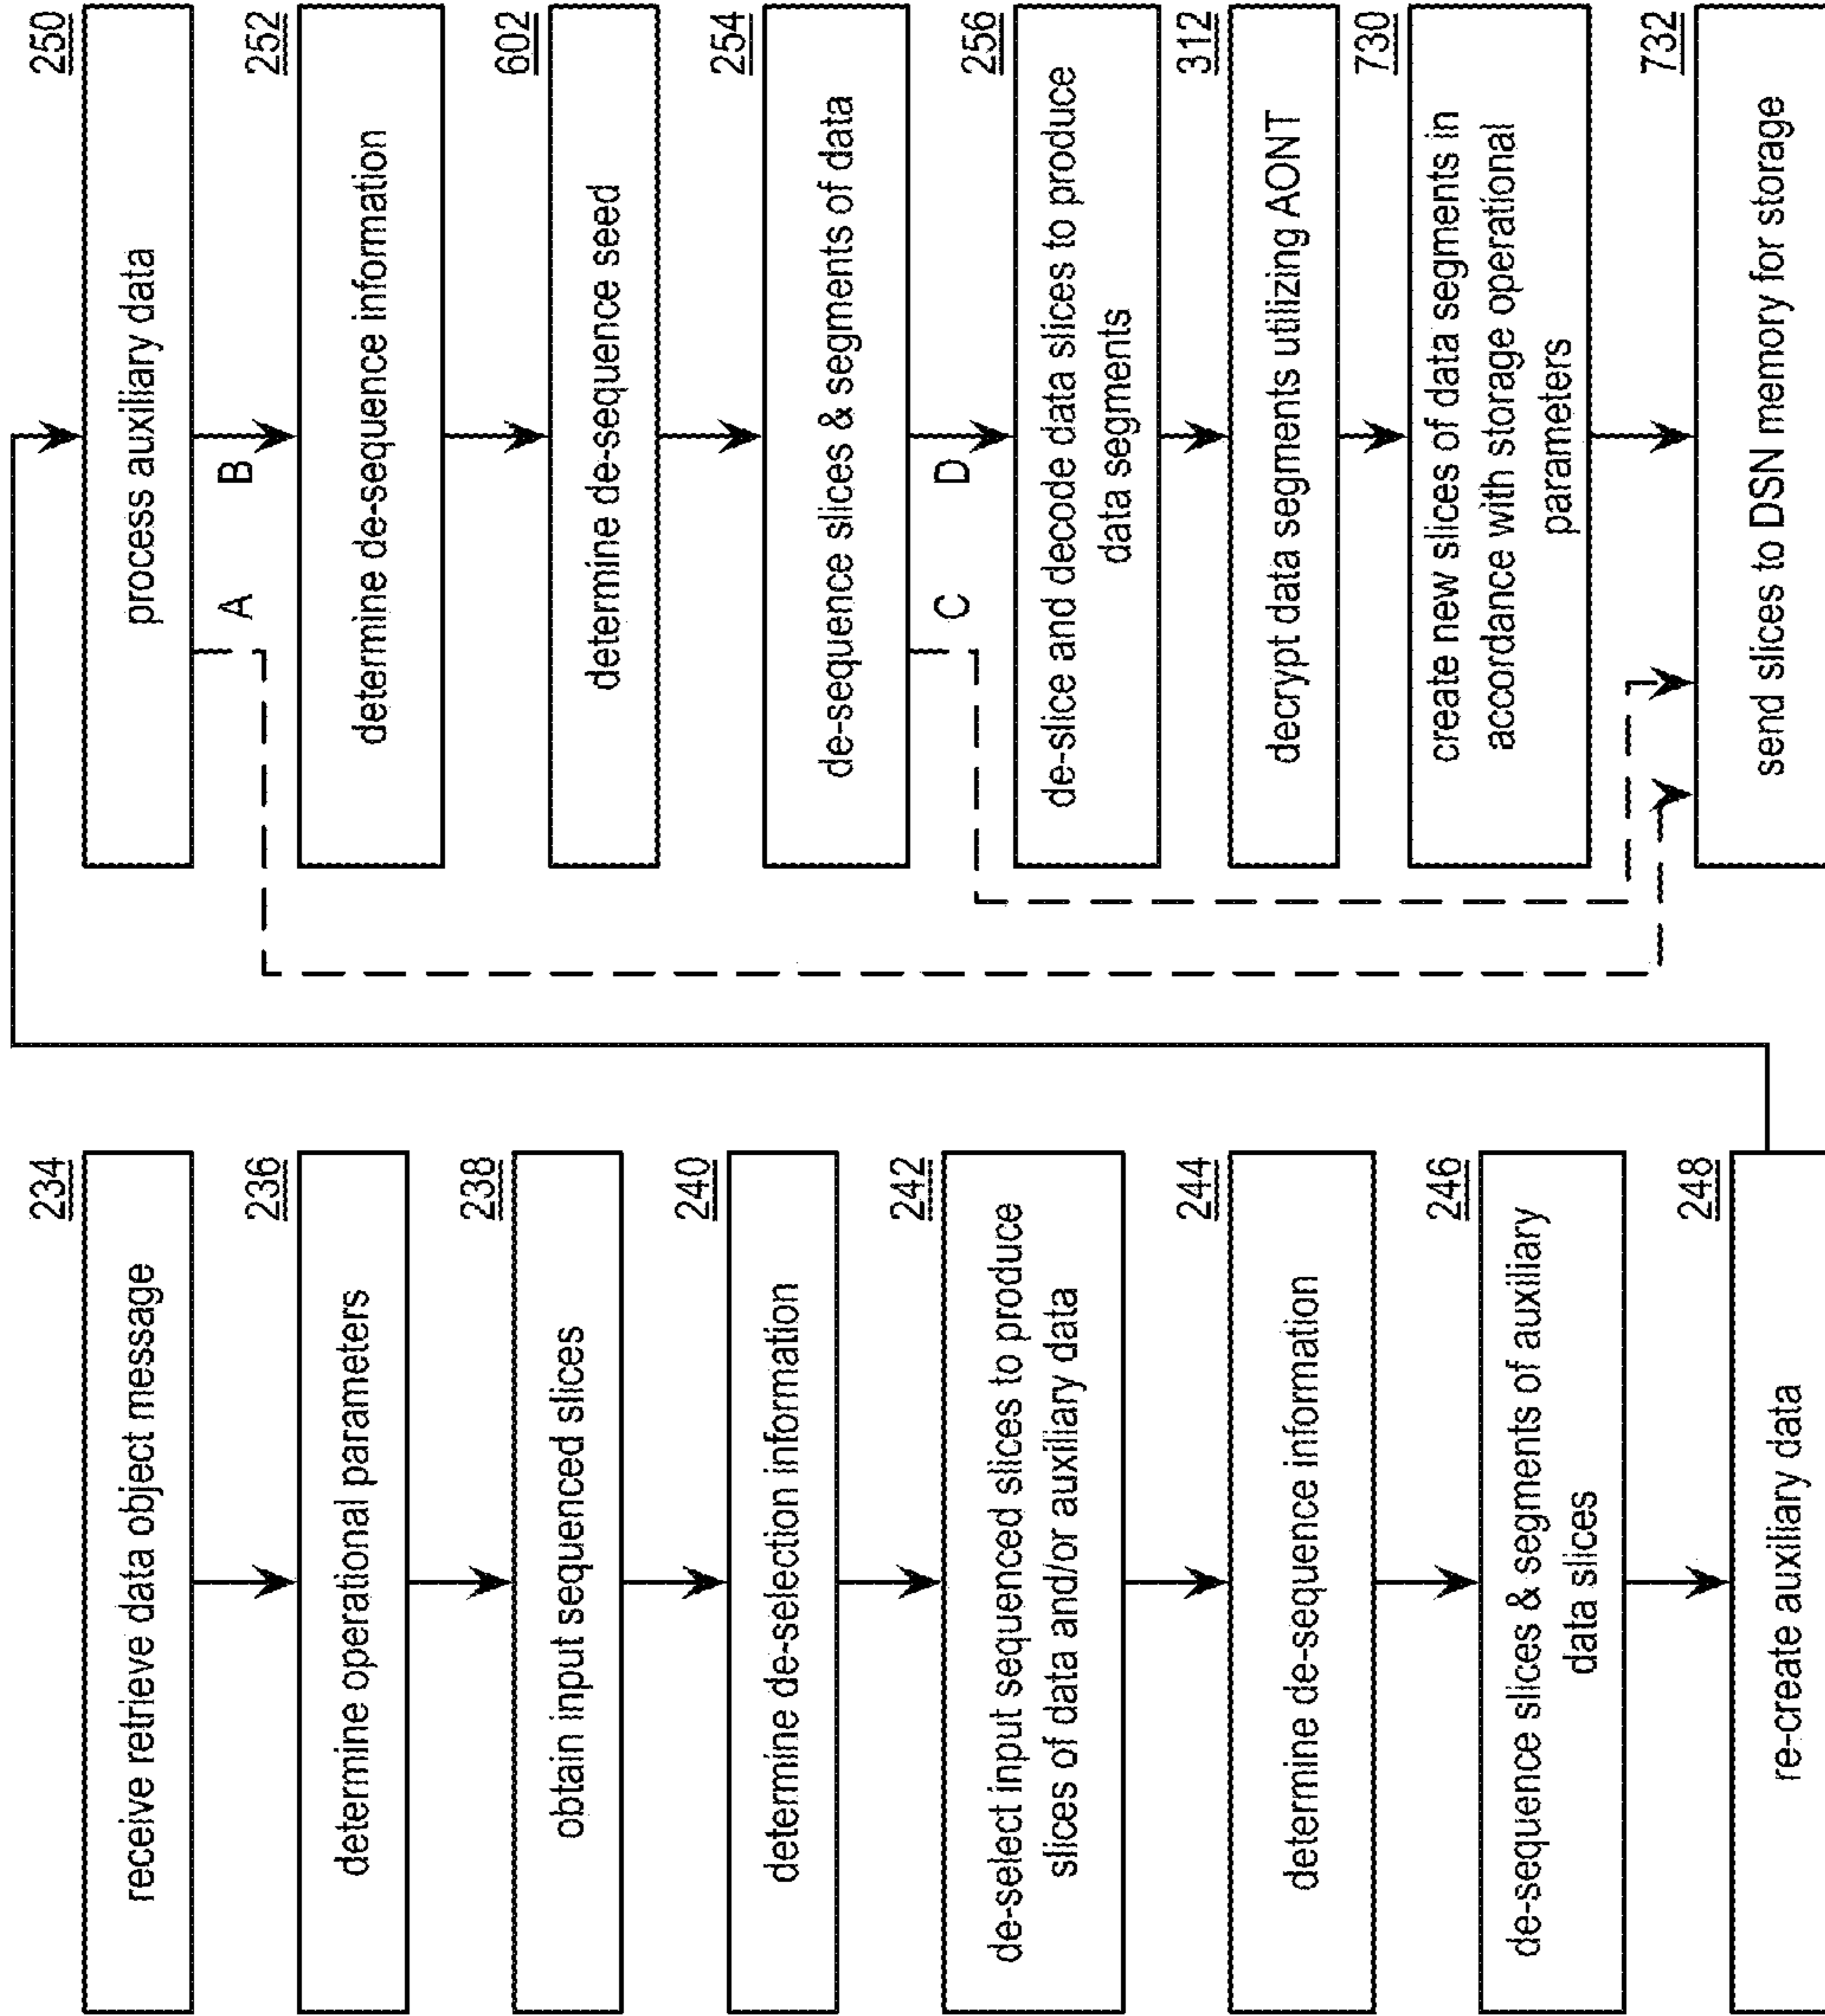 234
receive retrieve data object message
236
determine operational parameters
238
obtain input sequenced slices
240
determine de-selection information
242
de-select input sequenced slices to produce
slices of data and/or auxiliary data
244
determine de-sequence information
246
de-sequence slices & segments of auxiliary
data slices
248
re-create auxiliary data
250
process auxiliary data
A
B
252
determine de-sequence information
602
determine de-sequence seed
254
de-sequence slices & segments of data
C
D
256
de-slice and decode data slices to produce
data segments
312
decrypt data segments utilizing AONT
730
create new slices of data segments in
accordance with storage operational
parameters
732
send slices to DSN memory for storage